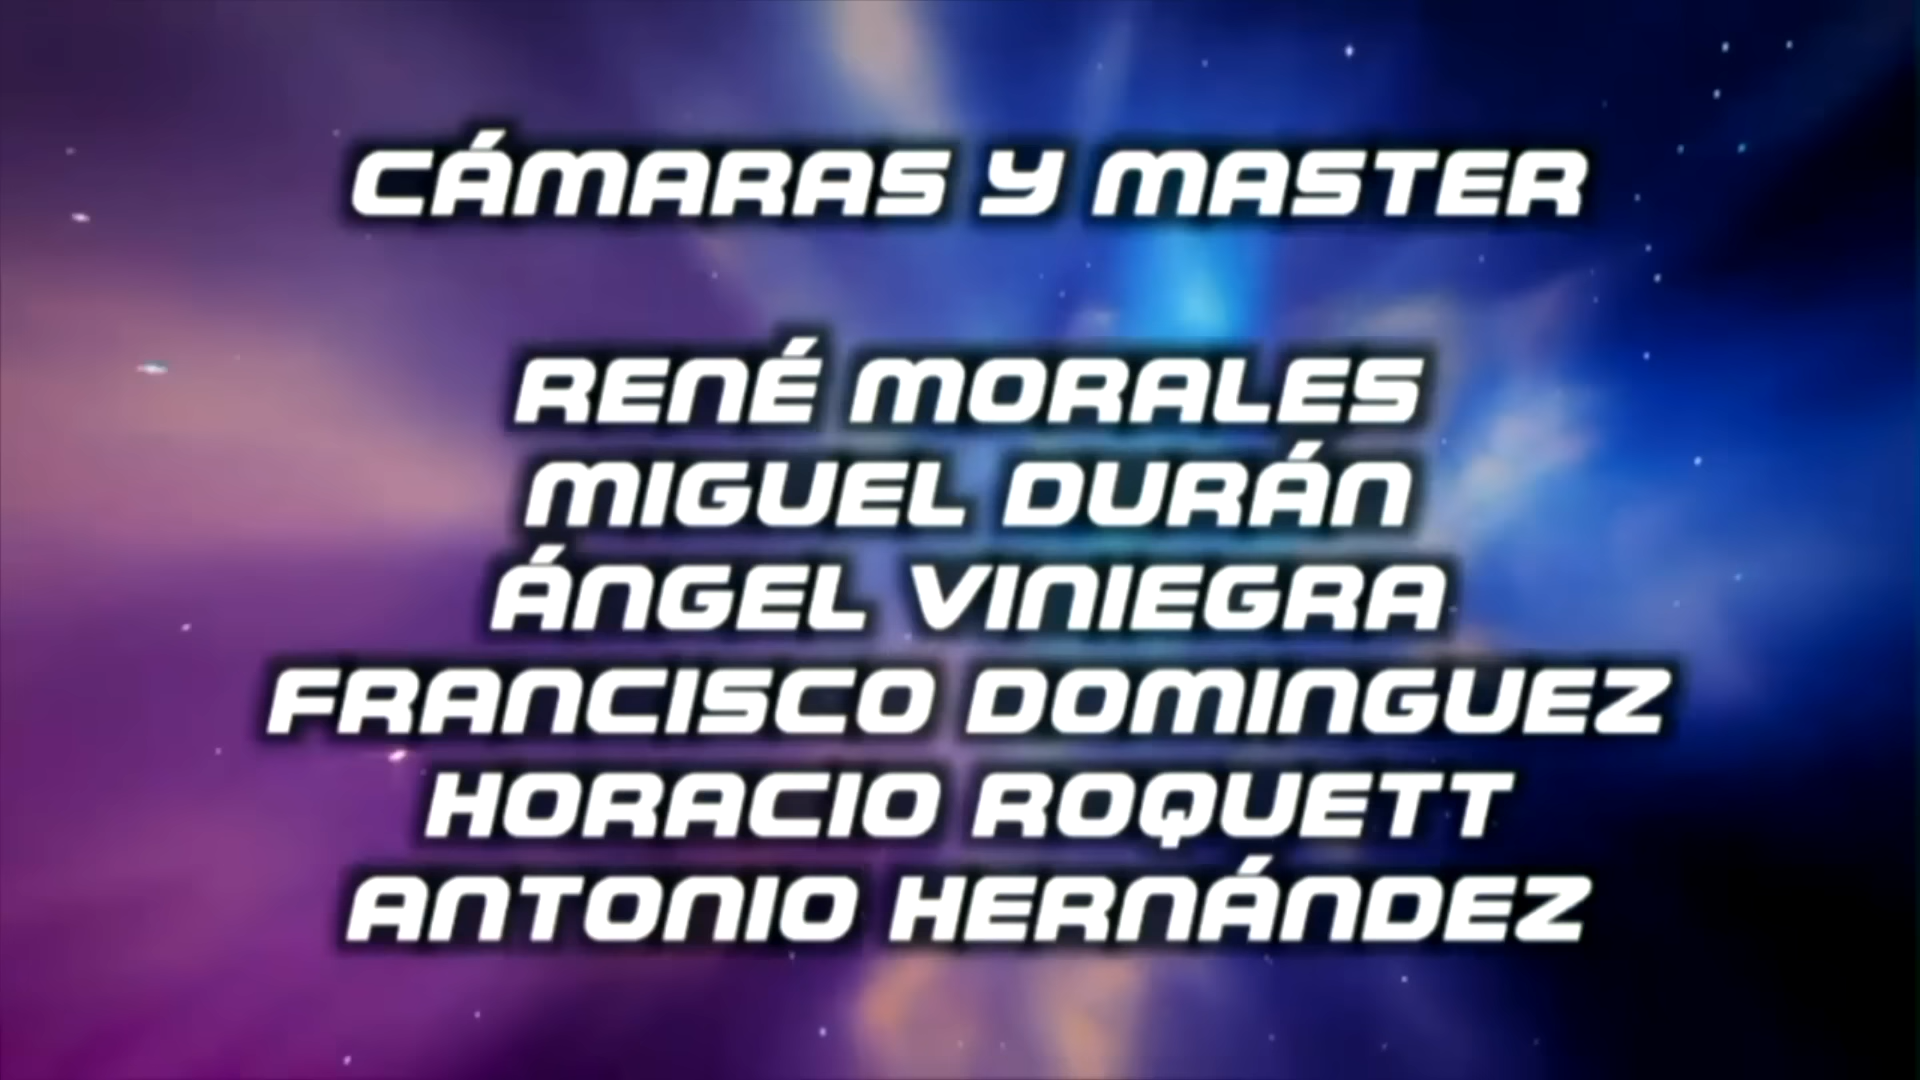 CÁMARAS Y MASTER
RENÉ MORALES
MIGUEL DURÁN
ÁNGEL VINIEGRA
FRANCISCO DOMINGUEZ
HORACIO ROQUETT
ANTONIO HERNÁNDEZ